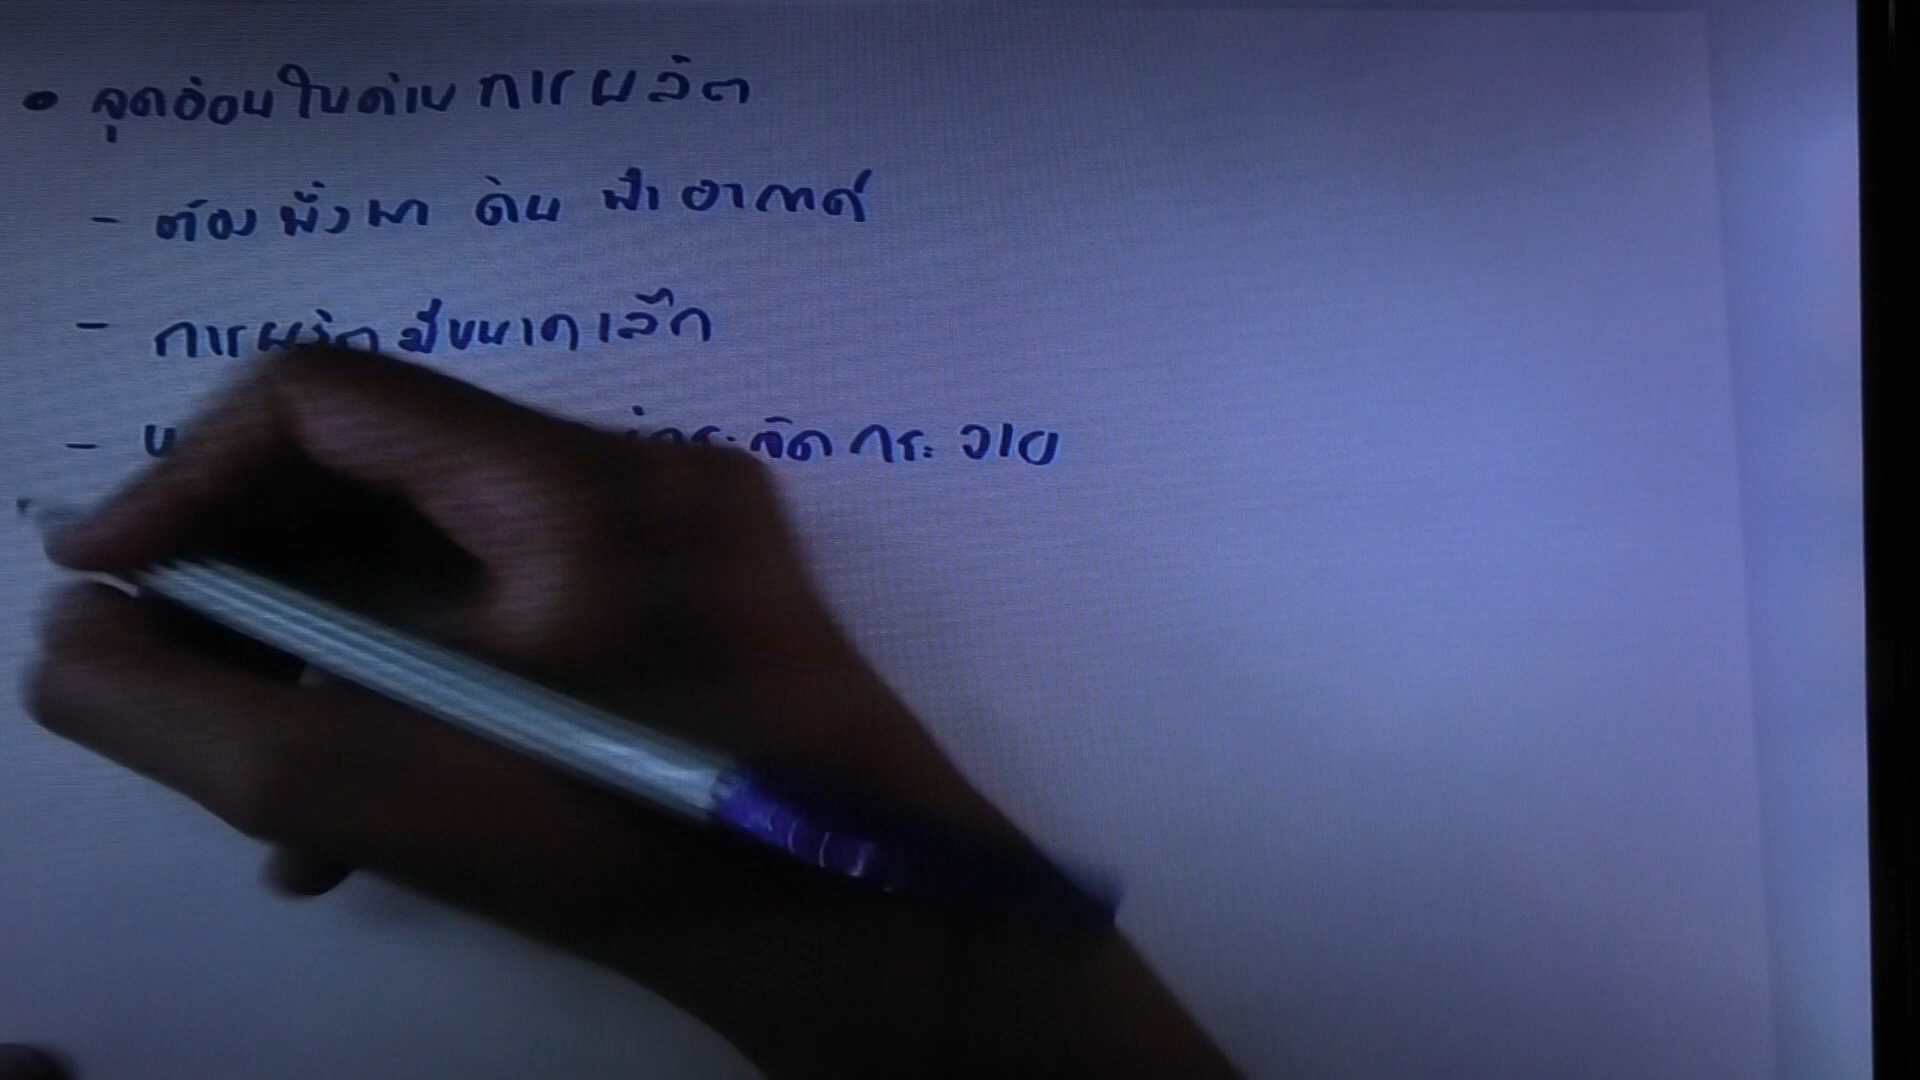 • จุดอ่อนในด้านการผลิต
- ต้องพึ่งพา ดิน ฟ้า อากาศ
- การผลิตมีขนาดเล็ก
- กระจัดกระจาย